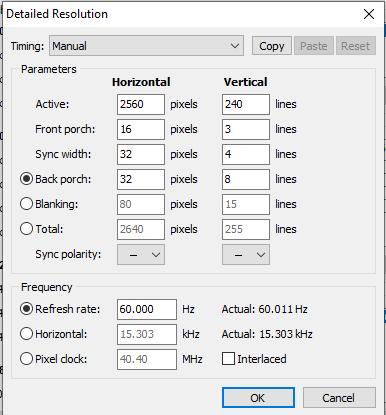 Detailed Resolution
Timing: Manual Copy Paste Reset
Parameters
Horizontal Vertical
Active: 2560 pixels 240 lines
Front porch: 16 pixels 3 lines
Sync width: 32 pixels 4 lines
Back porch: 32 pixels 8 lines
Blanking: 80 pixels 15 lines
Total: 2640 pixels 255 lines
Sync polarity: – –
Frequency
Refresh rate: 60.000 Hz Actual: 60.011 Hz
Horizontal: 15.303 kHz Actual: 15.303 kHz
Pixel clock: 40.40 MHz Interlaced
OK Cancel